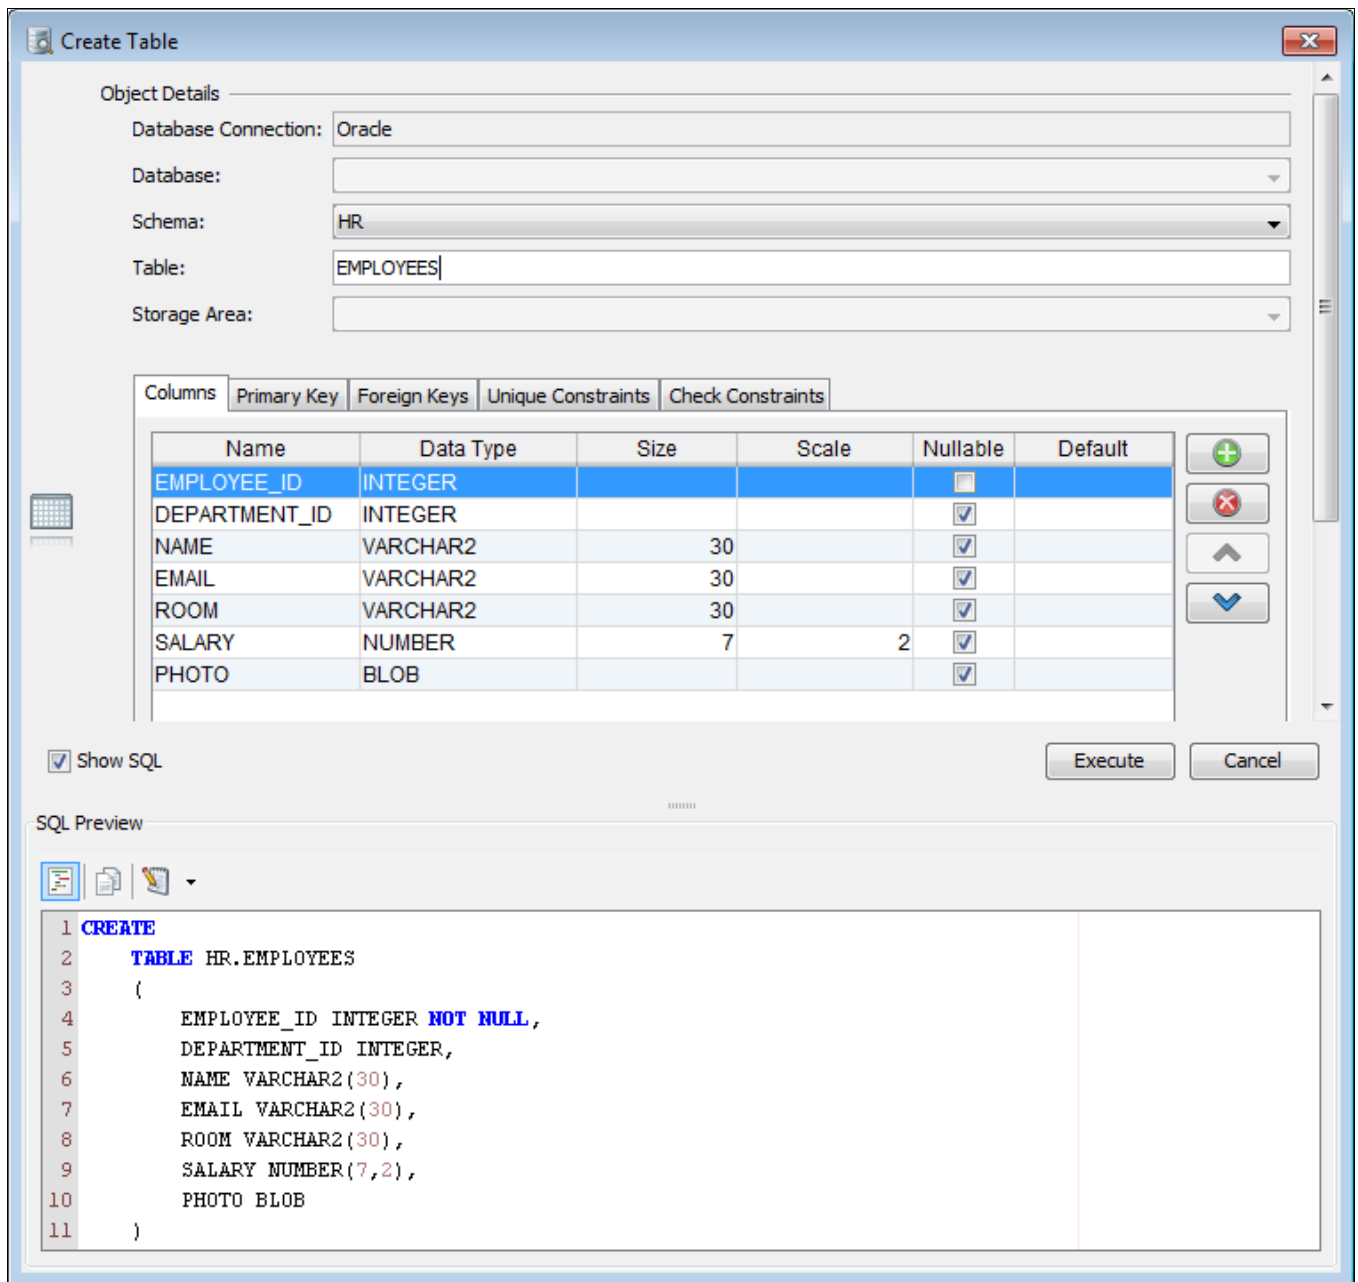 Create Table
Object Details
Database Connection: Oracle
Database:
Schema: HR
Table: EMPLOYEES
Storage Area:
Columns Primary Key Foreign Keys Unique Constraints Check Constraints
Name Data Type Size Scale Nullable Default
EMPLOYEE_ID INTEGER
DEPARTMENT_ID INTEGER
NAME VARCHAR2 30
EMAIL VARCHAR2 30
ROOM VARCHAR2 30
SALARY NUMBER 7 2
PHOTO BLOB
Show SQL Execute Cancel
SQL Preview
1 CREATE
2 TABLE HR.EMPLOYEES
3 (
4 EMPLOYEE_ID INTEGER NOT NULL,
5 DEPARTMENT_ID INTEGER,
6 NAME VARCHAR2(30),
7 EMAIL VARCHAR2(30),
8 ROOM VARCHAR2(30),
9 SALARY NUMBER(7,2),
10 PHOTO BLOB
11 )